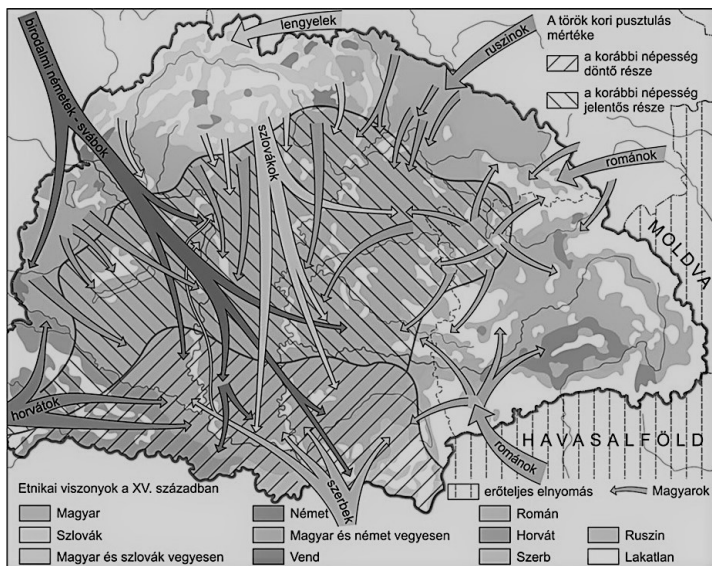 lengyelek
ruszinok
A török kori pusztulás
mértéke
a korábbi népesség
döntő része
a korábbi népesség
jelentős része
birodalmi németek - svábok
szlovákok
románok
MOLDVA
horvátok
szerbek
románok
HAVASALFÖLD
Etnikai viszonyok a XV. században
erőteljes elnyomás
Magyarok
Magyar
Német
Román
Szlovák
Magyar és német vegyesen
Horvát
Ruszin
Magyar és szlovák vegyesen
Vend
Szerb
Lakatlan